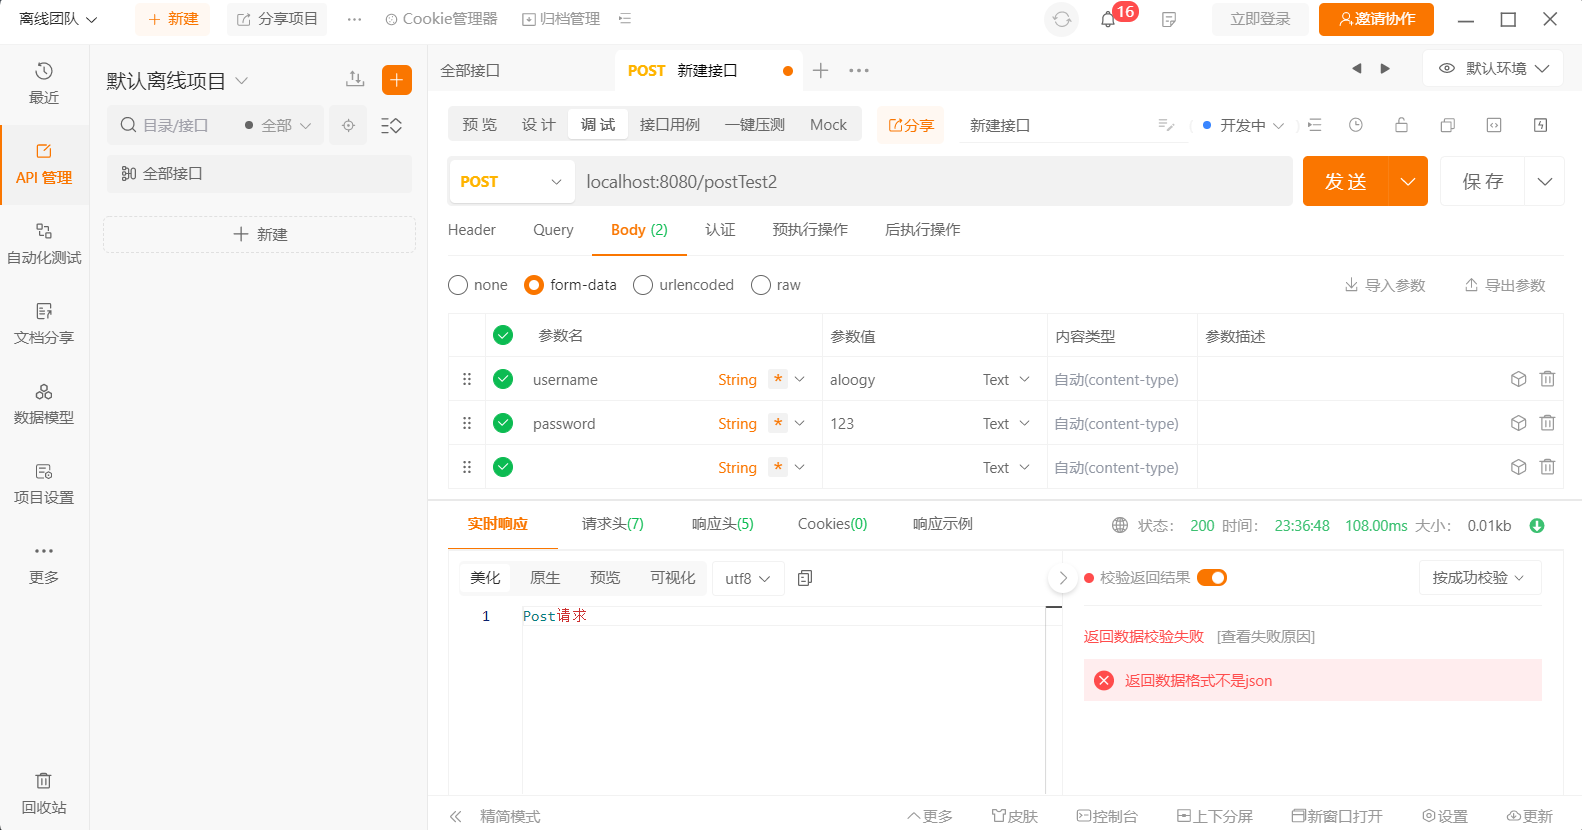 离线团队
新建
分享项目
Cookie管理器
归档管理
16
立即登录
邀请协作
最近
API 管理
自动化测试
文档分享
数据模型
项目设置
更多
回收站
默认离线项目
目录/接口
全部
全部接口
新建
全部接口
POST 新建接口
默认环境
预 览
设 计
调 试
接口用例
一键压测
Mock
分享
新建接口
开发中
POST
localhost:8080/postTest2
发 送
保 存
Header
Query
Body (2)
认证
预执行操作
后执行操作
none
form-data
urlencoded
raw
导入参数
导出参数
参数名 参数值 内容类型 参数描述
username String * aloogy Text 自动(content-type)
password String * 123 Text 自动(content-type)
String * Text 自动(content-type)
实时响应
请求头(7)
响应头(5)
Cookies(0)
响应示例
状态: 200 时间: 23:36:48 108.00ms 大小: 0.01kb
美化
原生
预览
可视化
utf8
1 Post请求
校验返回结果
按成功校验
返回数据校验失败 [查看失败原因]
返回数据格式不是json
精简模式
更多
皮肤
控制台
上下分屏
新窗口打开
设置
更新